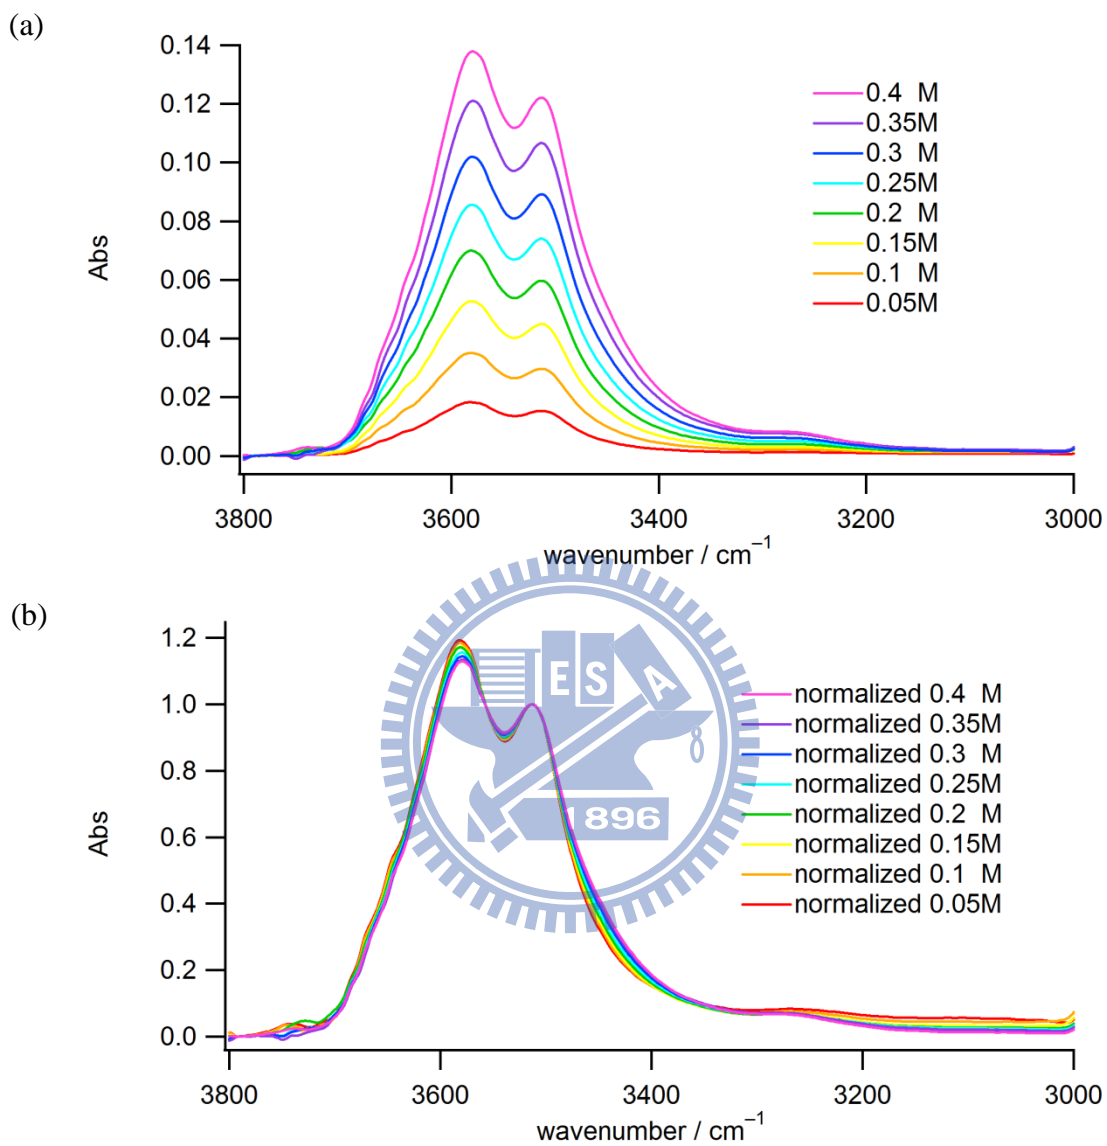 (a)
0.14
0.12
0.10
0.08
0.06
0.04
0.02
0.00
Abs
0.4 M
0.35M
0.3 M
0.25M
0.2 M
0.15M
0.1 M
0.05M
3800
3600
3400
3200
3000
wavenumber / cm⁻¹
(b)
1.2
1.0
0.8
0.6
0.4
0.2
0.0
Abs
E S A
1896
normalized 0.4 M
normalized 0.35M
normalized 0.3 M
normalized 0.25M
normalized 0.2 M
normalized 0.15M
normalized 0.1 M
normalized 0.05M
3800
3600
3400
3200
3000
wavenumber / cm⁻¹